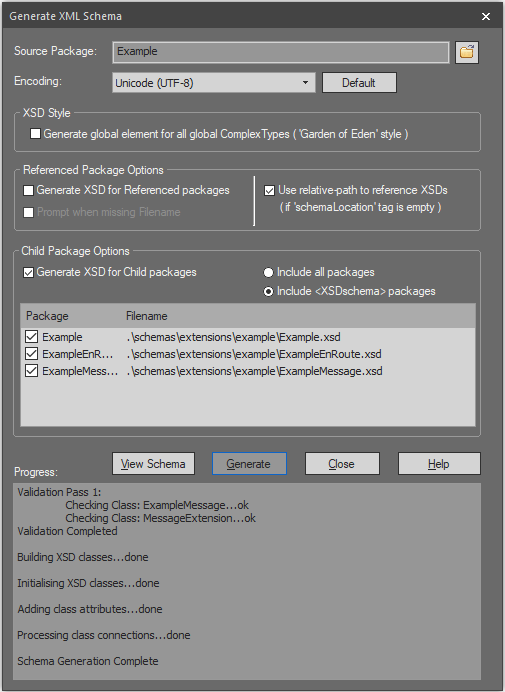 Generate XML Schema
Source Package: Example
Encoding: Unicode (UTF-8) Default
XSD Style
Generate global element for all global ComplexTypes ( 'Garden of Eden' style )
Referenced Package Options
Generate XSD for Referenced packages
Prompt when missing Filename
Use relative-path to reference XSDs
( if 'schemaLocation' tag is empty )
Child Package Options
Generate XSD for Child packages
Include all packages
Include <XSDschema> packages
Package Filename
Example .\schemas\extensions\example\Example.xsd
ExampleEnR... .\schemas\extensions\example\ExampleEnRoute.xsd
ExampleMess... .\schemas\extensions\example\ExampleMessage.xsd
View Schema Generate Close Help
Progress:
Validation Pass 1:
Checking Class: ExampleMessage...ok
Checking Class: MessageExtension...ok
Validation Completed
Building XSD classes...done
Initialising XSD classes...done
Adding class attributes...done
Processing class connections...done
Schema Generation Complete